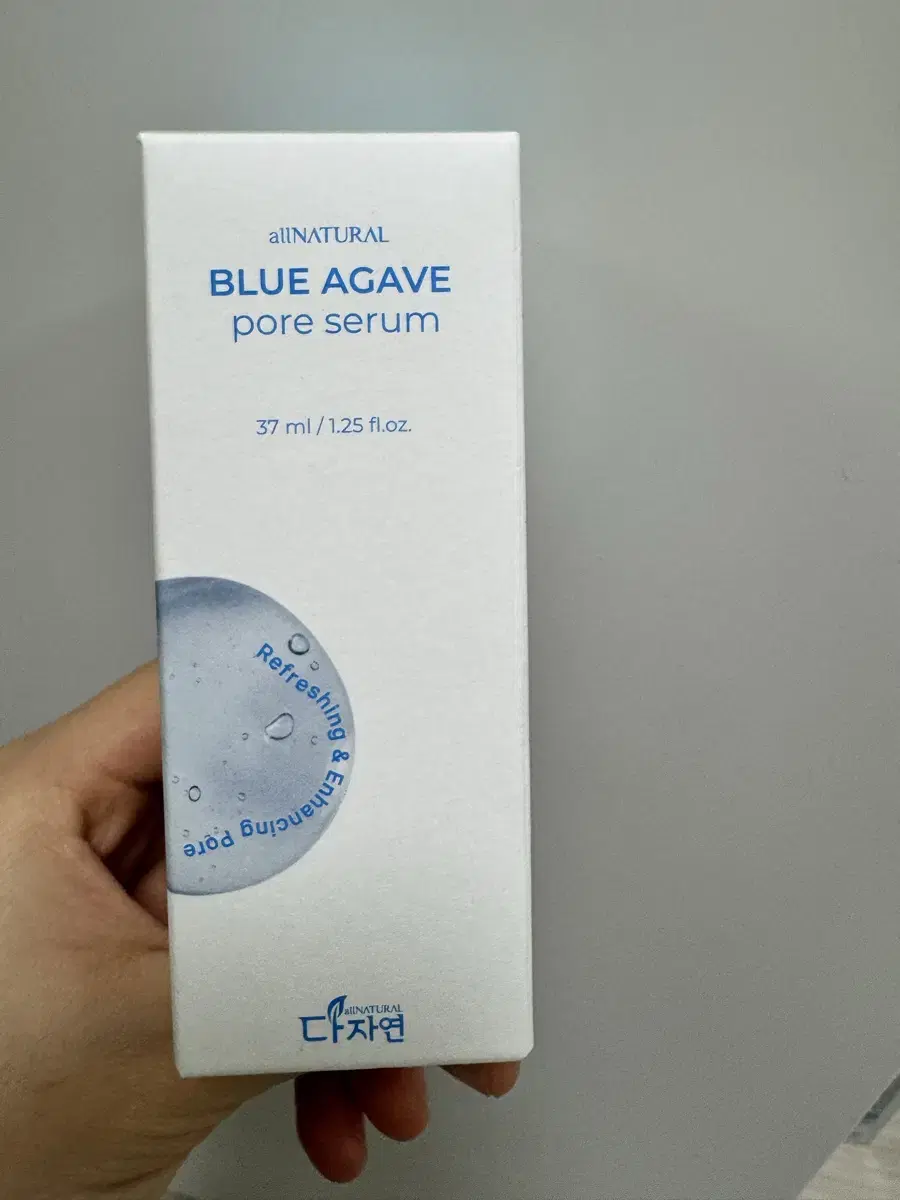 allNATURAL
BLUE AGAVE
pore serum
37 ml / 1.25 fl.oz.
Refreshing & Enhancing Pore
allNATURAL
다자연